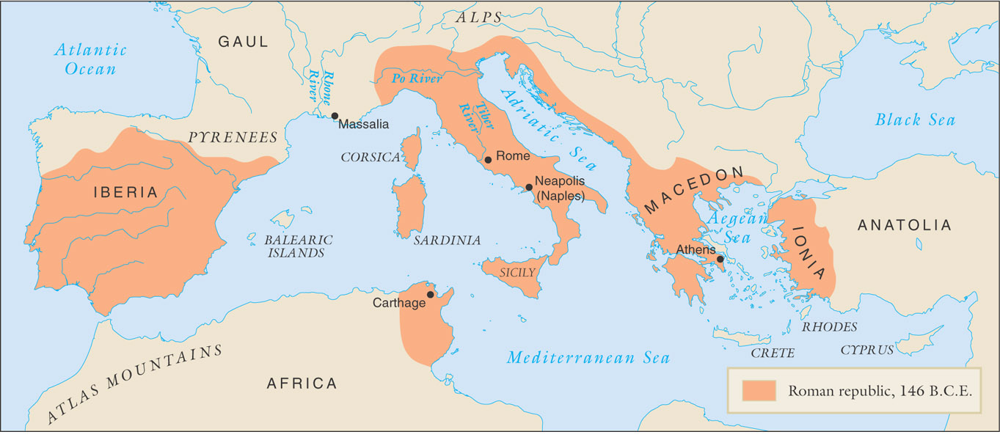 ALPS
GAUL
Atlantic
Ocean
Rhone
River
Po River
Adriatic Sea
Tiber
River
Massalia
Black Sea
PYRENEES
CORSICA
Rome
Neapolis
(Naples)
MACEDON
IBERIA
Aegean
Sea
ANATOLIA
BALEARIC
ISLANDS
SARDINIA
IONIA
Athens
SICILY
Carthage
RHODES
CRETE
CYPRUS
Mediterranean Sea
ATLAS MOUNTAINS
AFRICA
Roman republic, 146 B.C.E.